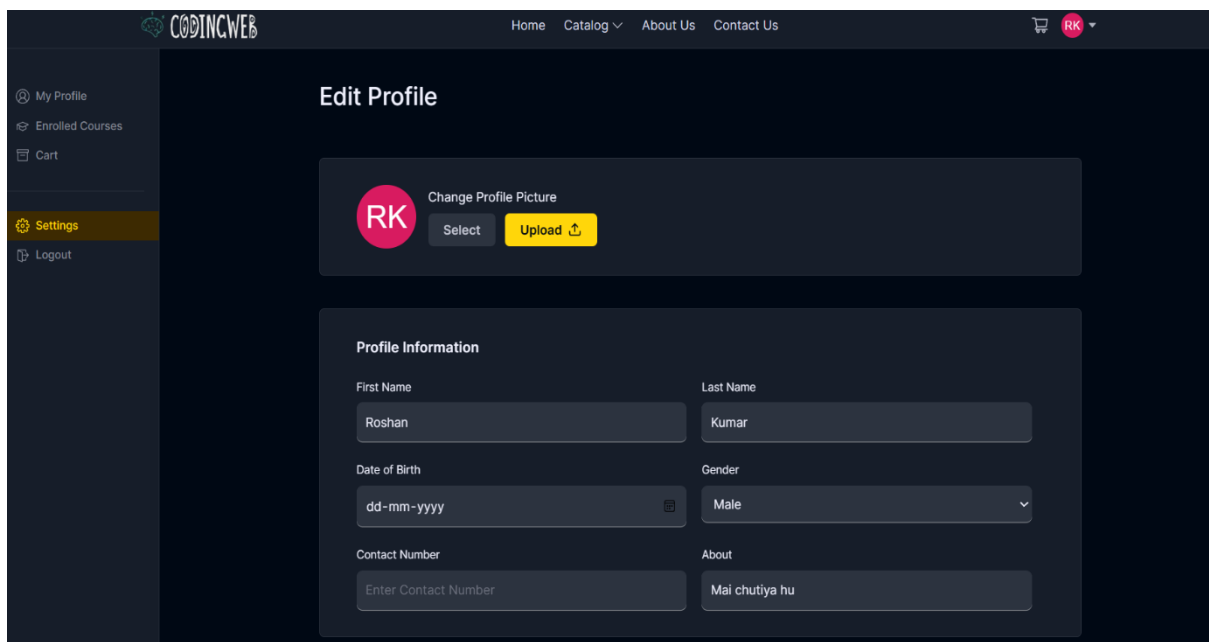 CODINGWEB
Home Catalog About Us Contact Us
RK
My Profile
Enrolled Courses
Cart
Settings
Logout
Edit Profile
RK
Change Profile Picture
Select Upload
Profile Information
First Name Last Name
Roshan Kumar
Date of Birth Gender
dd-mm-yyyy Male
Contact Number About
Enter Contact Number Mai chutiya hu